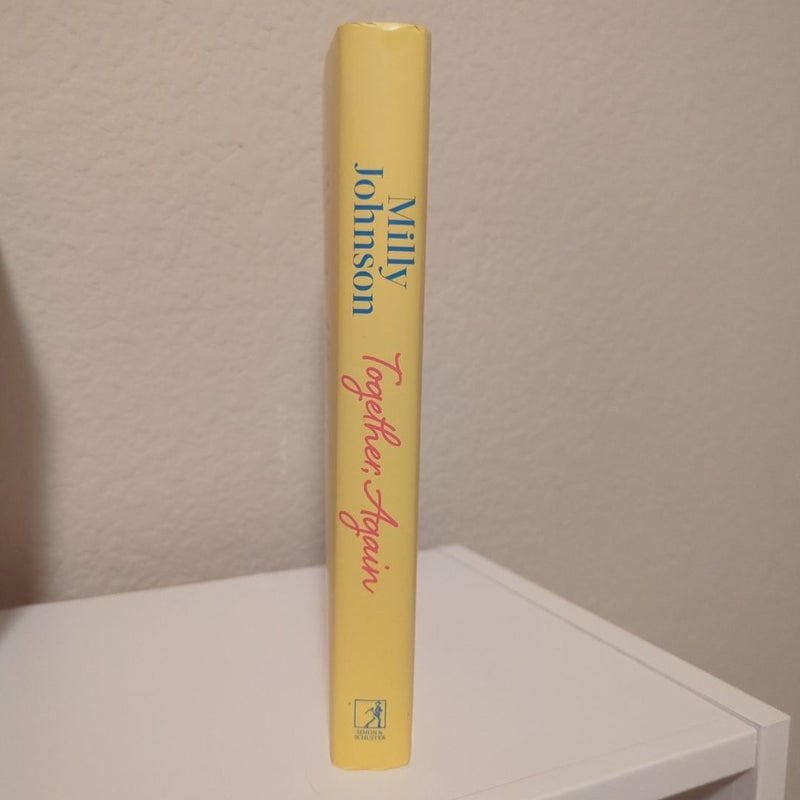 Milly
Johnson
Together, Again
SIMON &
SCHUSTER